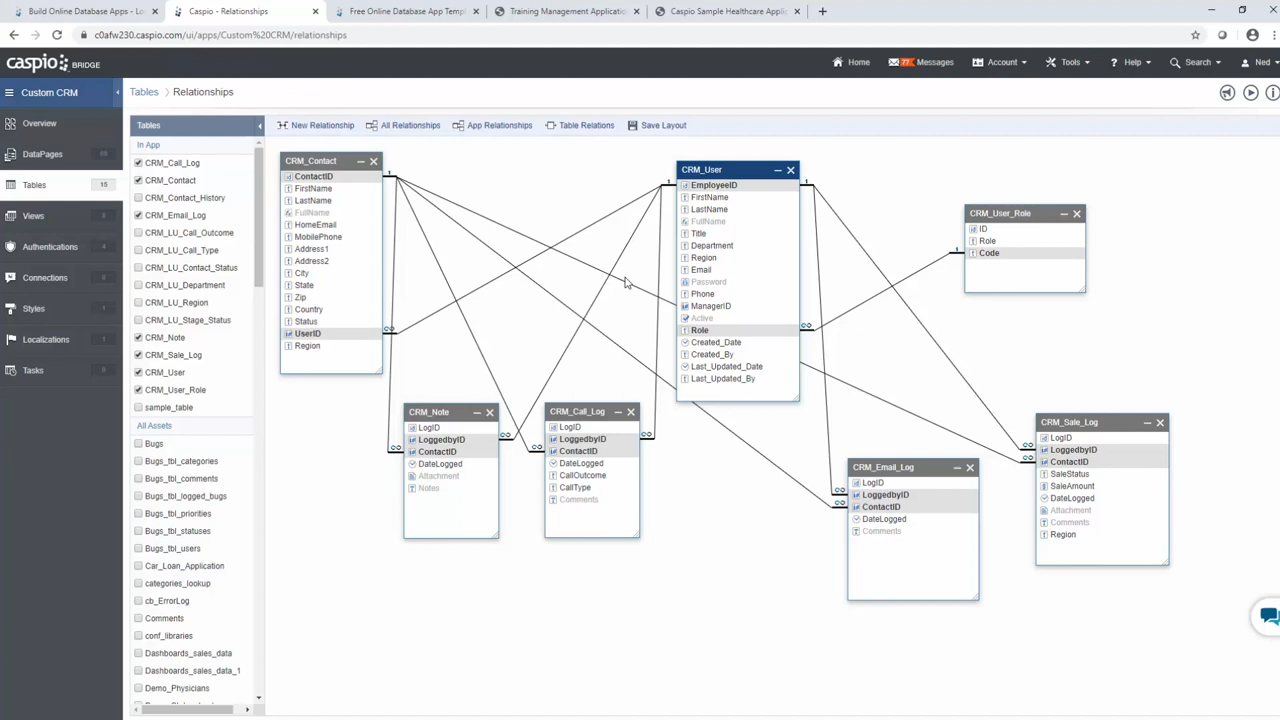 Build Online Database Apps - Lo
Caspio - Relationships
Free Online Database App Templ
Training Management Application
Caspio Sample Healthcare Applic
c0afw230.caspio.com/ui/apps/Custom%20CRM/relationships
caspio BRIDGE
Home
77 Messages
Account
Tools
Help
Search
Ned
Custom CRM
Tables > Relationships
Overview
DataPages
Tables 15
Views
Authentications
Connections
Styles
Localizations
Tasks
Tables
In App
CRM_Call_Log
CRM_Contact
CRM_Contact_History
CRM_Email_Log
CRM_LU_Call_Outcome
CRM_LU_Call_Type
CRM_LU_Contact_Status
CRM_LU_Department
CRM_LU_Region
CRM_LU_Stage_Status
CRM_Note
CRM_Sale_Log
CRM_User
CRM_User_Role
sample_table
All Assets
Bugs
Bugs_tbl_categories
Bugs_tbl_comments
Bugs_tbl_logged_bugs
Bugs_tbl_priorities
Bugs_tbl_statuses
Bugs_tbl_users
Car_Loan_Application
categories_lookup
cb_ErrorLog
Comments
conf_libraries
Dashboards_sales_data
Dashboards_sales_data_1
Demo_Physicians
New Relationship
All Relationships
App Relationships
Table Relations
Save Layout
CRM_Contact
ContactID
FirstName
LastName
FullName
HomeEmail
MobilePhone
Address1
Address2
City
State
Zip
Country
Status
UserID
Region
CRM_User
EmployeeID
FirstName
LastName
FullName
Title
Department
Region
Email
Password
Phone
ManagerID
Active
Role
Created_Date
Created_By
Last_Updated_Date
Last_Updated_By
CRM_User_Role
ID
Role
Code
CRM_Note
LogID
LoggedbyID
ContactID
DateLogged
Attachment
Notes
CRM_Call_Log
LogID
LoggedbyID
ContactID
DateLogged
CallOutcome
CallType
Comments
CRM_Email_Log
LogID
LoggedbyID
ContactID
DateLogged
Comments
CRM_Sale_Log
LogID
LoggedbyID
ContactID
SaleStatus
SaleAmount
DateLogged
Attachment
Comments
Region